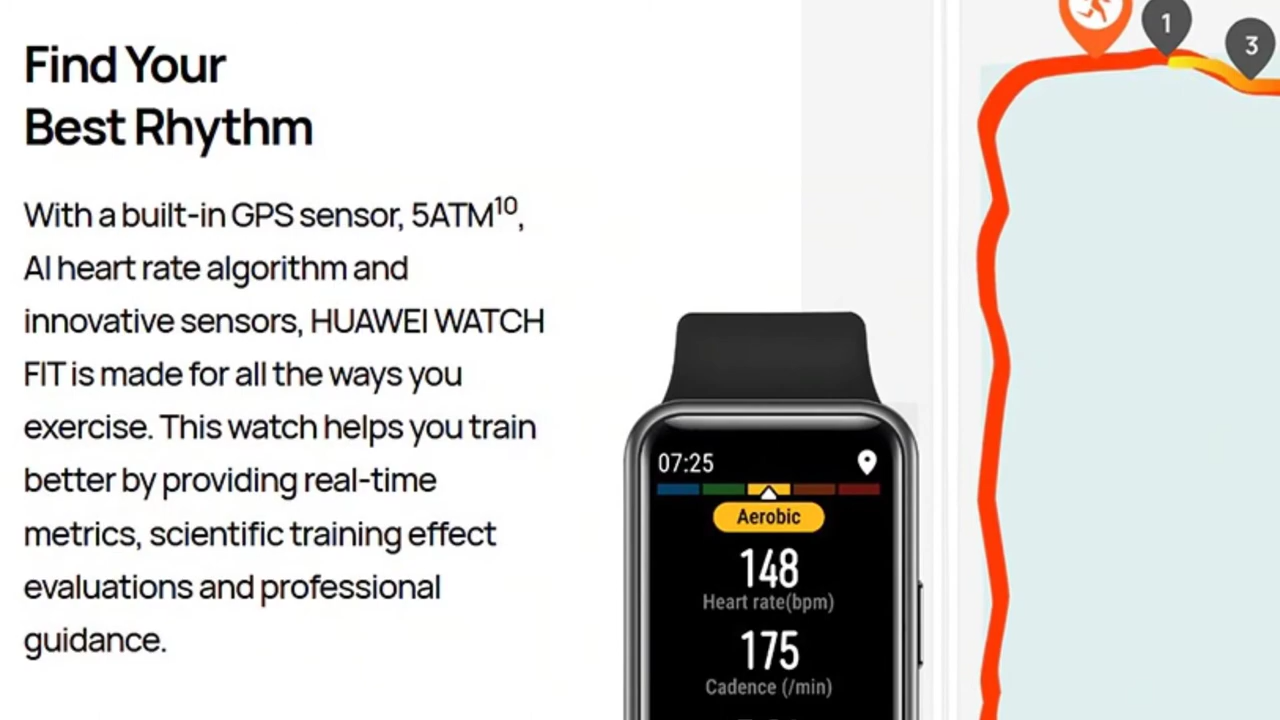 Find Your
Best Rhythm
With a built-in GPS sensor, 5ATM¹⁰,
AI heart rate algorithm and
innovative sensors, HUAWEI WATCH
FIT is made for all the ways you
exercise. This watch helps you train
better by providing real-time
metrics, scientific training effect
evaluations and professional
guidance.
1
3
07:25
Aerobic
148
Heart rate(bpm)
175
Cadence (/min)